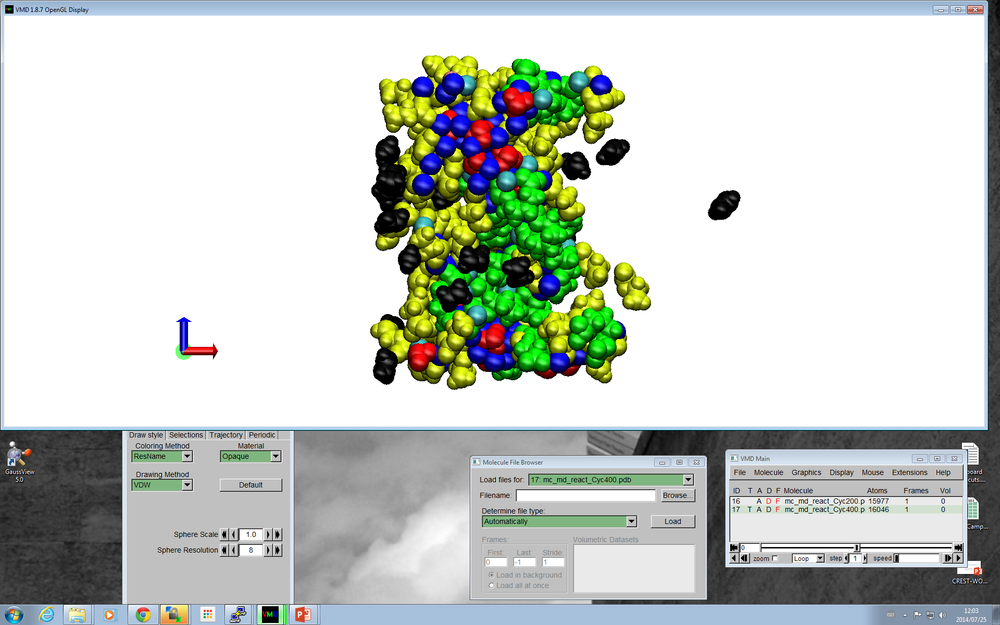 VMD 1.8.7 OpenGL Display
Draw style
Selections
Trajectory
Periodic
Coloring Method
Material
ResName
Opaque
Drawing Method
VDW
Default
Sphere Scale
1.0
Sphere Resolution
8
GaussView
5.0
Molecule File Browser
Load files for:
17: mc_md_react_Cyc400.pdb
Filename:
Browse...
Determine file type:
Automatically
Load
Frames:
Volumetric Datasets
First:
Last:
Stride:
0
-1
1
Load in background
Load all at once
VMD Main
File Molecule Graphics Display Mouse Extensions Help
ID T A D F Molecule Atoms Frames Vol
16 A D F mc_md_react_Cyc200.p 15977 1 0
17 T A D F mc_md_react_Cyc400.p 16046 1 0
0
zoom
Loop
step
1
speed
board
cuts....
Camp...
CREST-WO...
VMD
12:03
2014/07/25